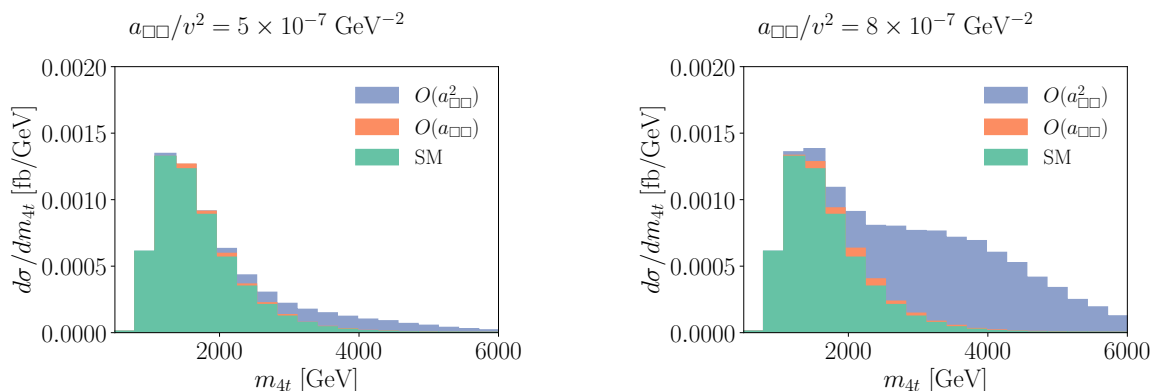 a□□/v² = 5 × 10⁻⁷ GeV⁻²
0.0020
0.0015
0.0010
0.0005
0.0000
dσ/dm₄ₜ [fb/GeV]
O(a²□□)
O(a□□)
SM
2000
4000
6000
m₄ₜ [GeV]
a□□/v² = 8 × 10⁻⁷ GeV⁻²
0.0020
0.0015
0.0010
0.0005
0.0000
dσ/dm₄ₜ [fb/GeV]
O(a²□□)
O(a□□)
SM
2000
4000
6000
m₄ₜ [GeV]